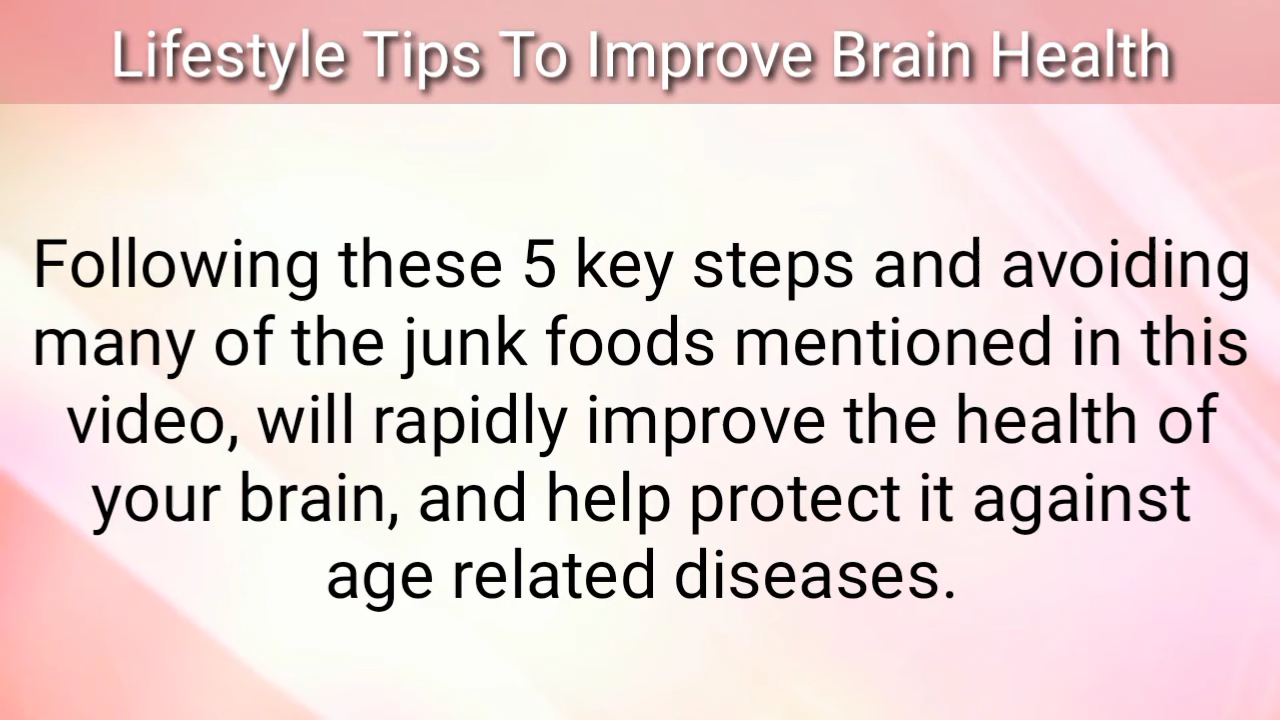 Lifestyle Tips To Improve Brain Health
Following these 5 key steps and avoiding
many of the junk foods mentioned in this
video, will rapidly improve the health of
your brain, and help protect it against
age related diseases.